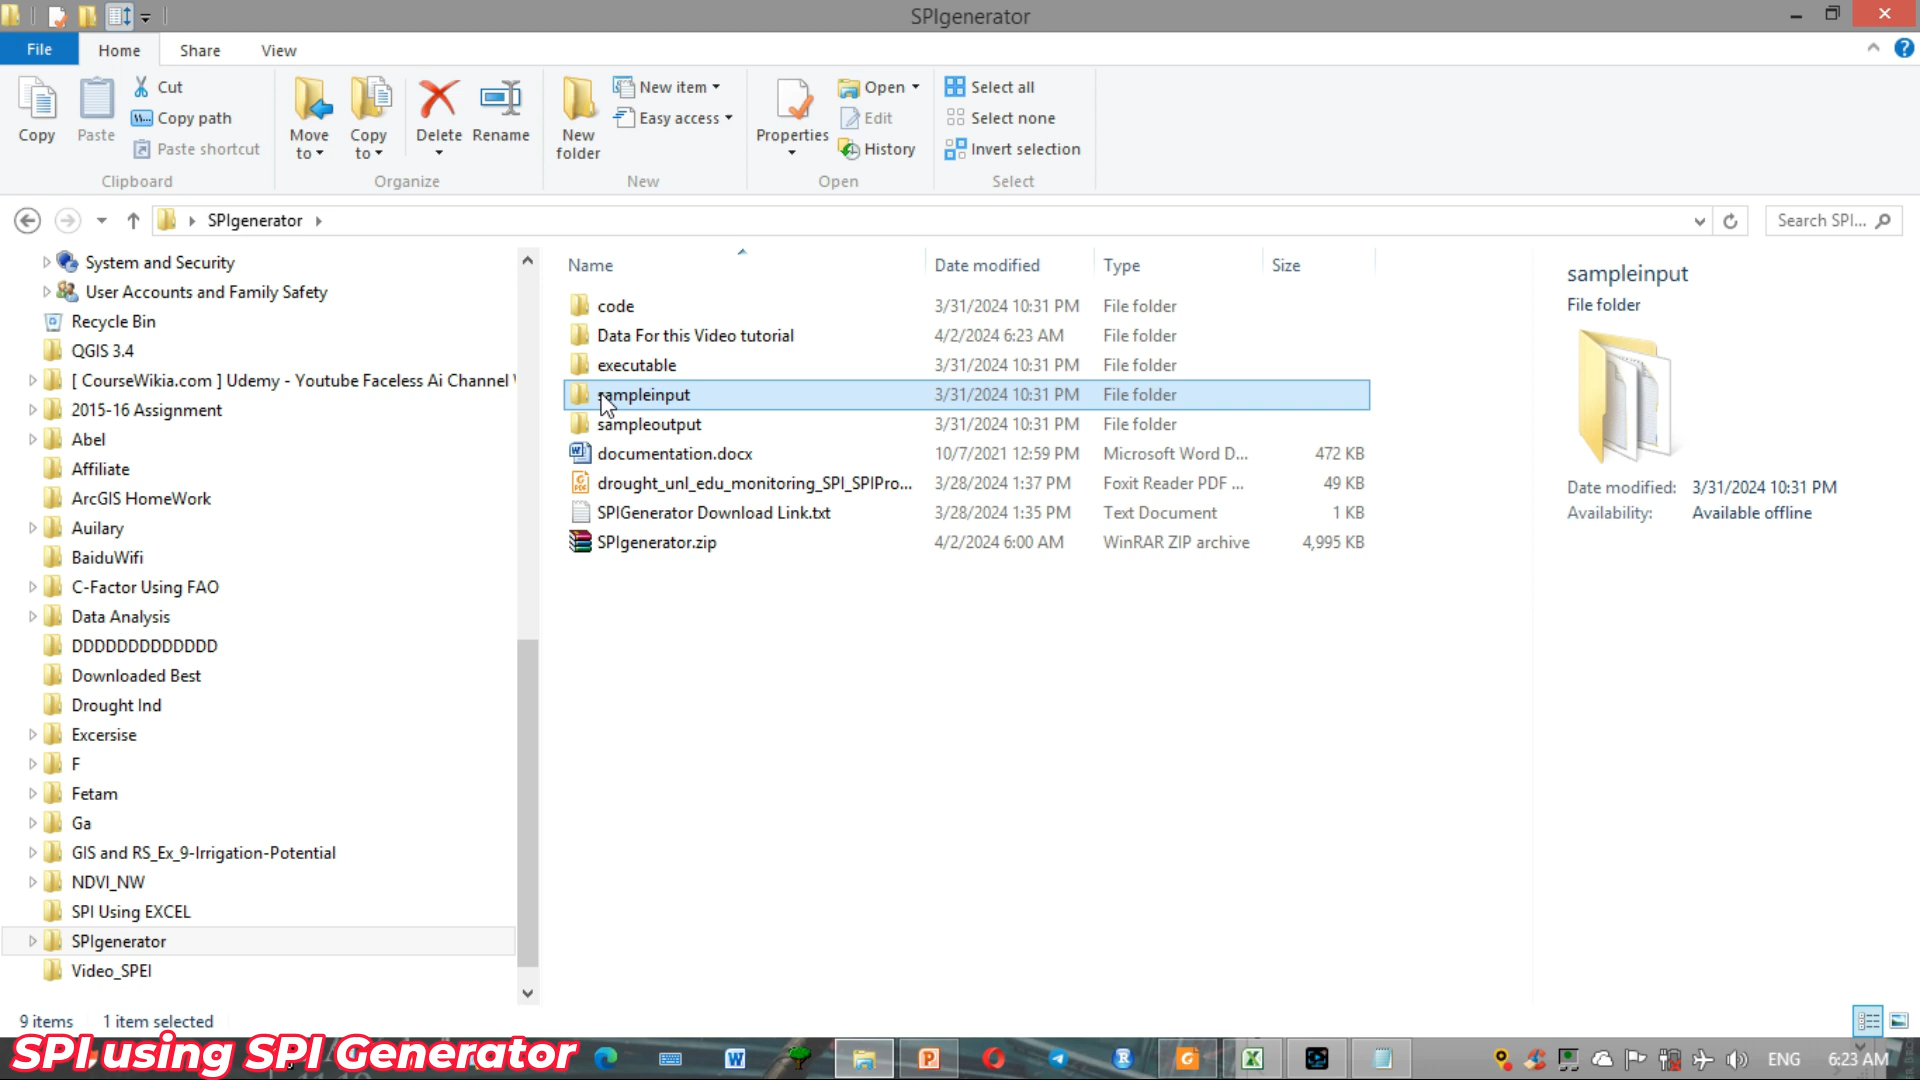 SPIgenerator
File
Home
Share
View
Copy
Paste
Cut
Copy path
Paste shortcut
Clipboard
Move to
Copy to
Delete
Rename
Organize
New folder
New item
Easy access
New
Properties
Open
Edit
History
Open
Select all
Select none
Invert selection
Select
SPIgenerator
Search SPI...
System and Security
User Accounts and Family Safety
Recycle Bin
QGIS 3.4
[ CourseWikia.com ] Udemy - Youtube Faceless Ai Channel
2015-16 Assignment
Abel
Affiliate
ArcGIS HomeWork
Auilary
BaiduWifi
C-Factor Using FAO
Data Analysis
DDDDDDDDDDDDD
Downloaded Best
Drought Ind
Excersise
F
Fetam
Ga
GIS and RS_Ex_9-Irrigation-Potential
NDVI_NW
SPI Using EXCEL
SPIgenerator
Video_SPEI
Name Date modified Type Size
code 3/31/2024 10:31 PM File folder
Data For this Video tutorial 4/2/2024 6:23 AM File folder
executable 3/31/2024 10:31 PM File folder
sampleinput 3/31/2024 10:31 PM File folder
sampleoutput 3/31/2024 10:31 PM File folder
documentation.docx 10/7/2021 12:59 PM Microsoft Word D... 472 KB
drought_unl_edu_monitoring_SPI_SPIPro... 3/28/2024 1:37 PM Foxit Reader PDF ... 49 KB
SPIGenerator Download Link.txt 3/28/2024 1:35 PM Text Document 1 KB
SPIgenerator.zip 4/2/2024 6:00 AM WinRAR ZIP archive 4,995 KB
sampleinput
File folder
Date modified: 3/31/2024 10:31 PM
Availability: Available offline
9 items 1 item selected
SPI using SPI Generator
ENG 6:23 AM